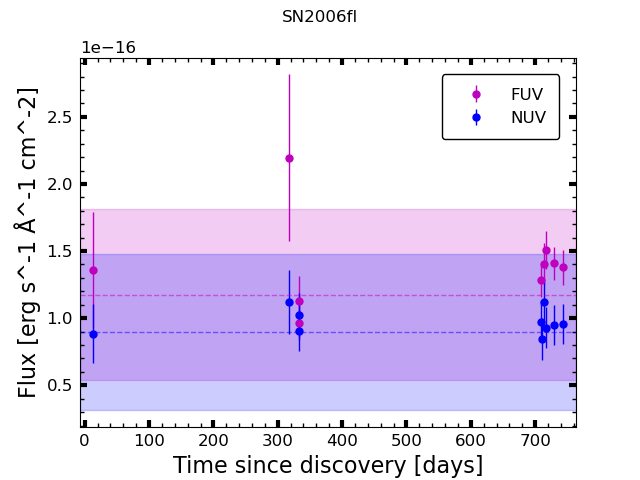 SN2006fl
1e−16
FUV
NUV
2.5
2.0
1.5
1.0
0.5
Flux [erg s^-1 Å^-1 cm^-2]
0 100 200 300 400 500 600 700
Time since discovery [days]